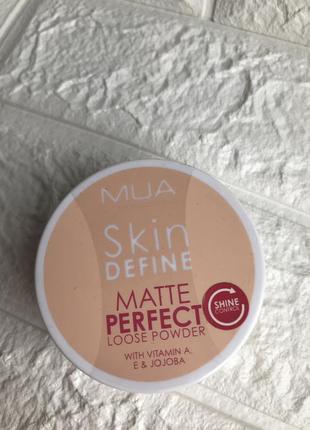 MUA
Skin
DEFINE
MATTE
PERFECT
LOOSE POWDER
WITH VITAMIN A,
E & JOJOBA
SHINE
CONTROL